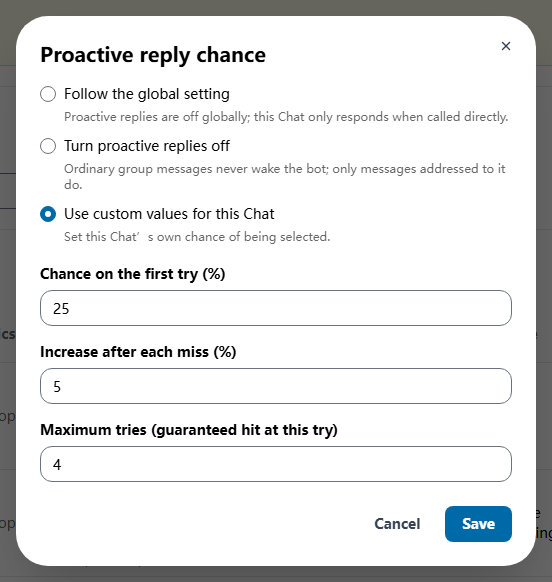 Proactive reply chance
×
Follow the global setting
Proactive replies are off globally; this Chat only responds when called directly.
Turn proactive replies off
Ordinary group messages never wake the bot; only messages addressed to it
do.
Use custom values for this Chat
Set this Chat’s own chance of being selected.
Chance on the first try (%)
25
Increase after each miss (%)
5
Maximum tries (guaranteed hit at this try)
4
Cancel
Save